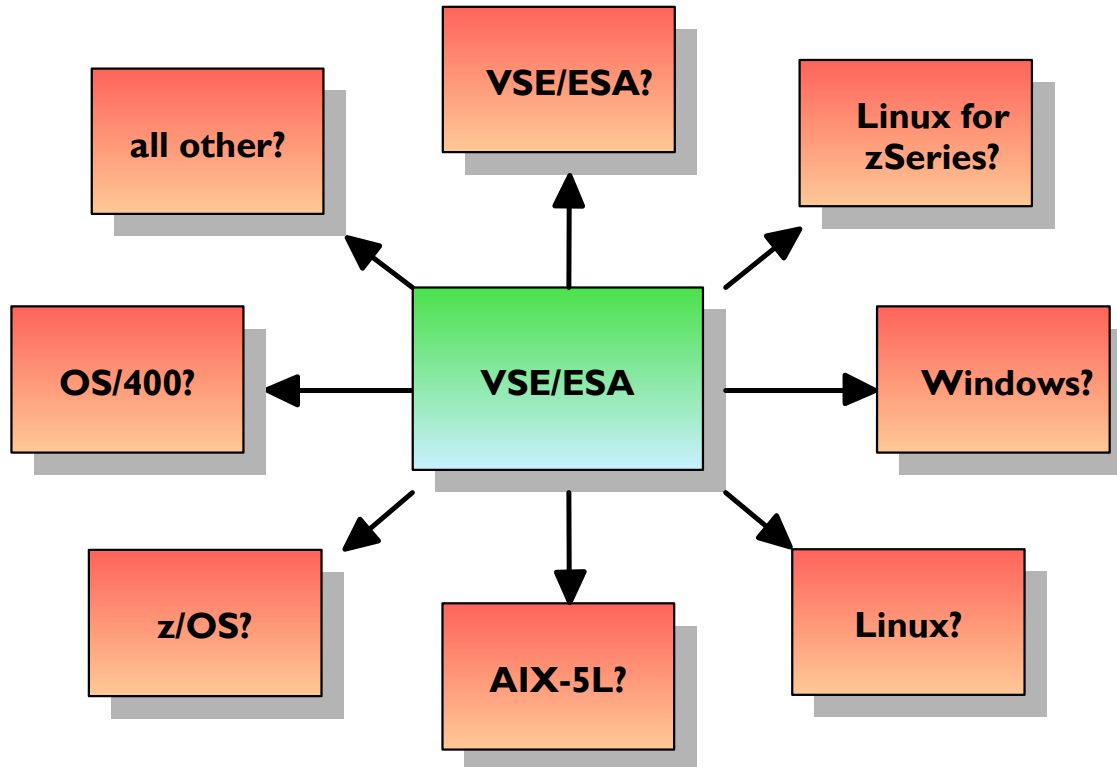 VSE/ESA?
all other?
Linux for
zSeries?
OS/400?
VSE/ESA
Windows?
z/OS?
AIX-5L?
Linux?